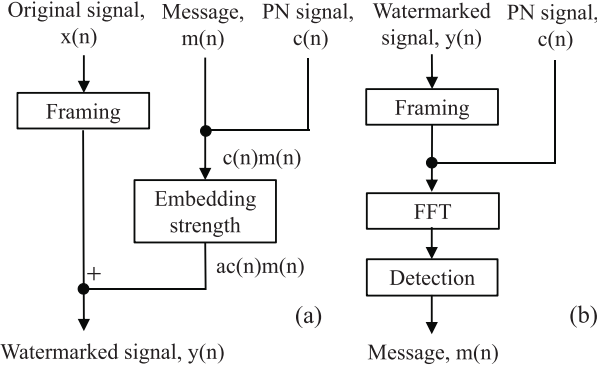 Original signal,
x(n)
Message,
m(n)
PN signal,
c(n)
Framing
c(n)m(n)
Embedding
strength
ac(n)m(n)
+
Watermarked signal, y(n)
(a)
Watermarked
signal, y(n)
PN signal,
c(n)
Framing
FFT
Detection
Message, m(n)
(b)